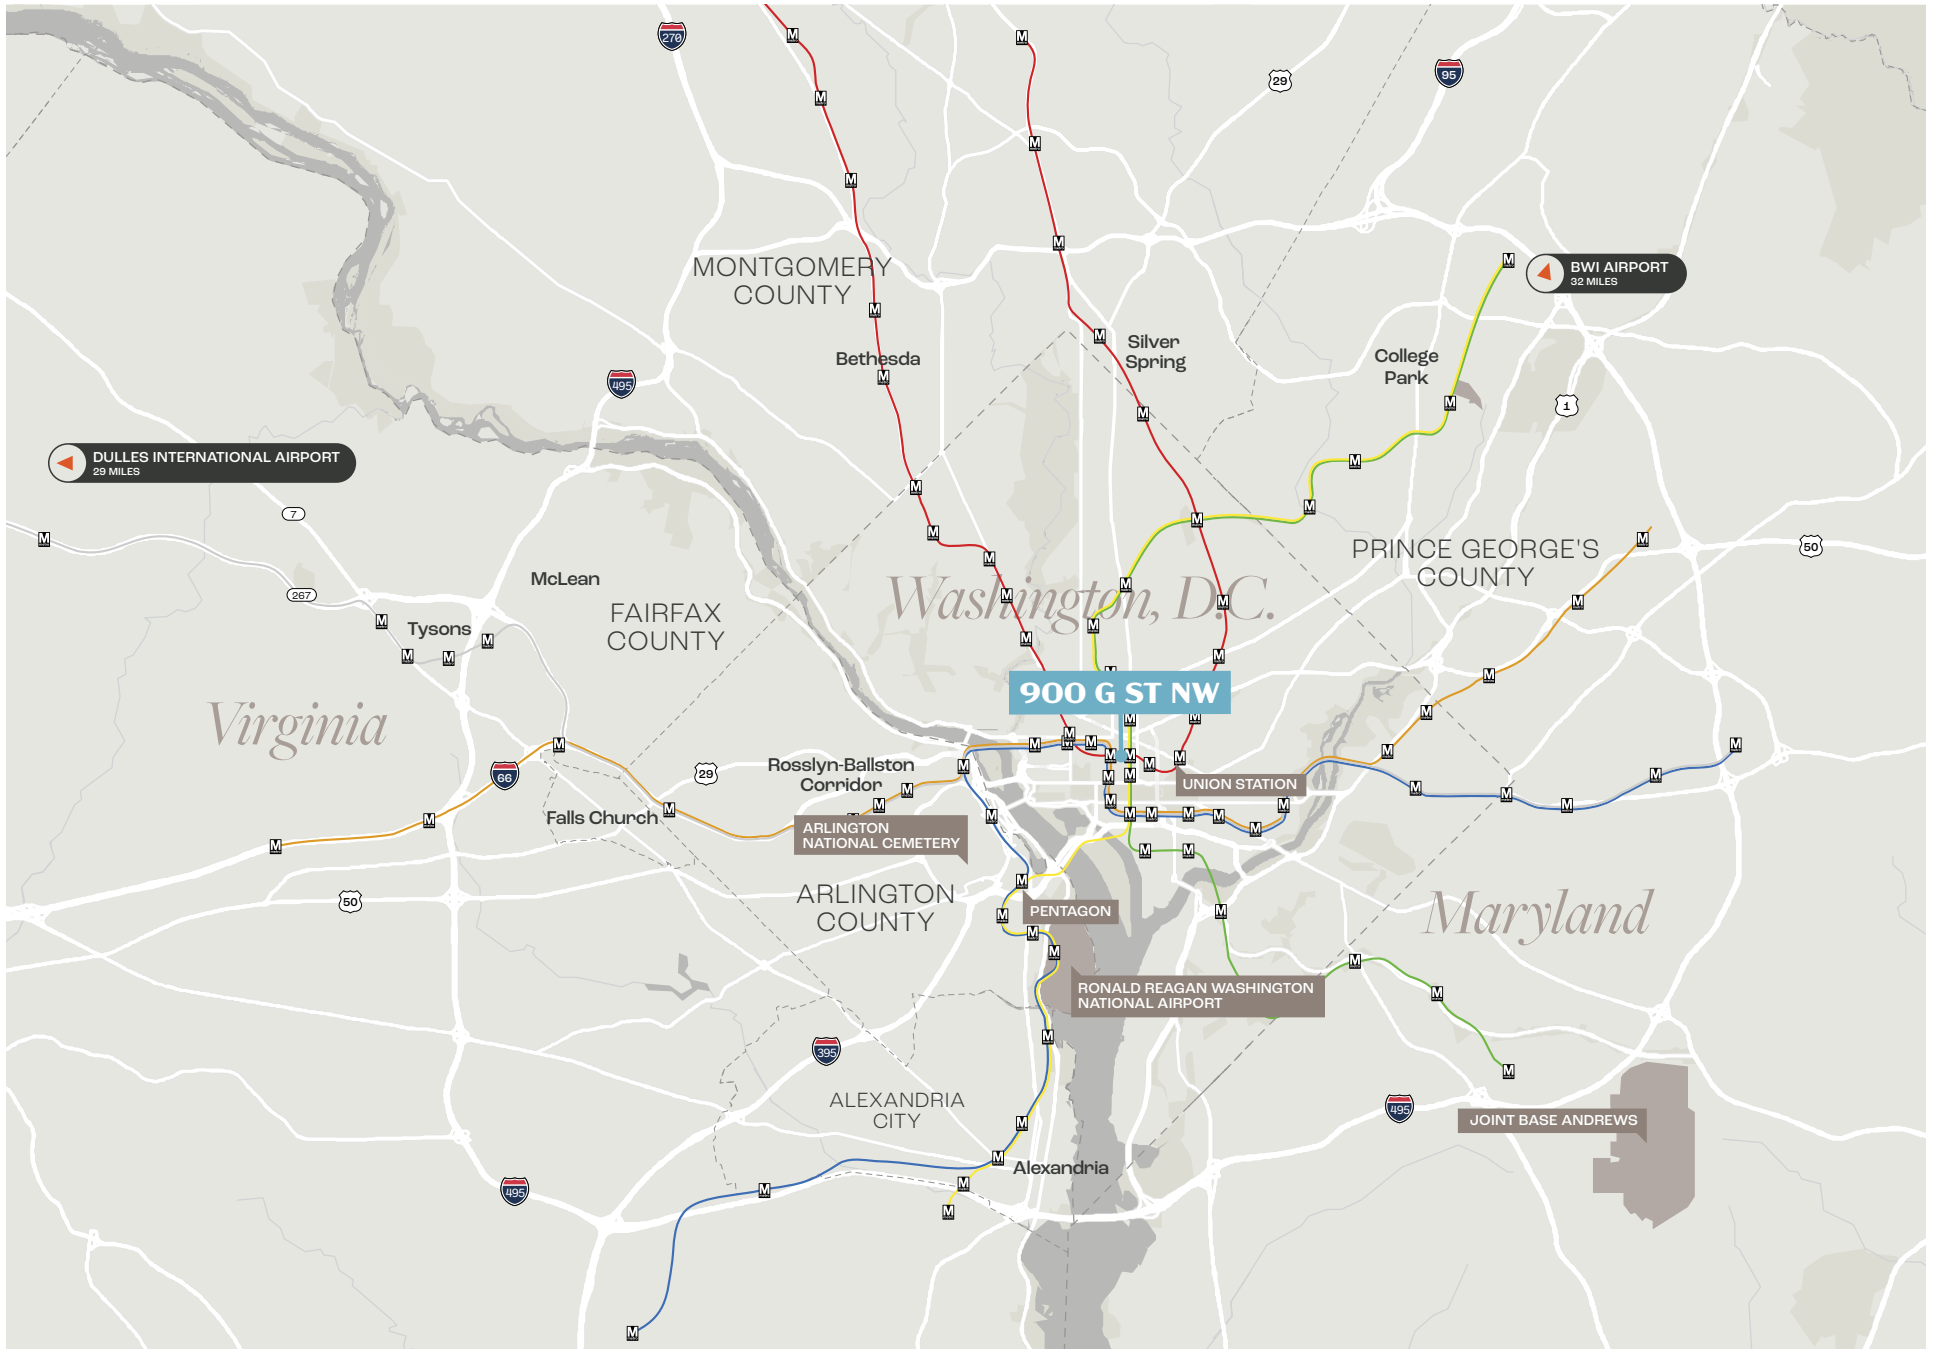 270
M
M
29
95
M
M
M
MONTGOMERY
COUNTY
M
M
BWI AIRPORT
32 MILES
M
M
Silver
Spring
Bethesda
M
College
Park
495
M
M
1
DULLES INTERNATIONAL AIRPORT
29 MILES
M
M
7
M
M
M
M
M
M
PRINCE GEORGE'S
COUNTY
50
McLean
267
M
M
Washington, D.C.
M
M
FAIRFAX
COUNTY
M
Tysons
M
M
M
M
M
M
M
M
900 G ST NW
Virginia
M
M
M
M
M
M
M
M
M
M
M
M
66
29
Rosslyn-Ballston
Corridor
M
M
M
M
M
M
UNION STATION
M
M
M
M
M
M
M
M
Falls Church
M
M
M
M
M
M
M
M
M
M
M
M
ARLINGTON
NATIONAL CEMETERY
M
M
M
M
ARLINGTON
COUNTY
50
M
PENTAGON
M
Maryland
M
M
M
RONALD REAGAN WASHINGTON
NATIONAL AIRPORT
M
M
395
M
ALEXANDRIA
CITY
495
JOINT BASE ANDREWS
M
M
Alexandria
495
M
M
M
M